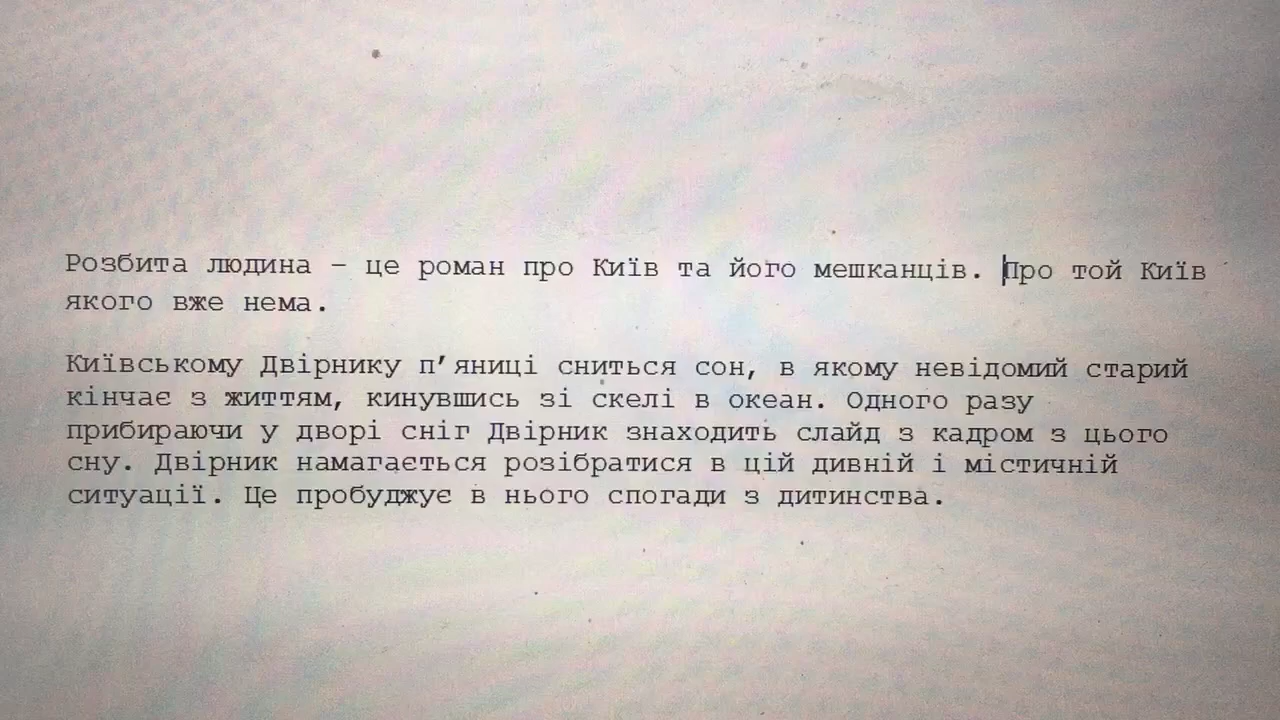 Розбита людина – це роман про Київ та його мешканців. Про той Київ
якого вже нема.
Київському Двірнику п’яниці сниться сон, в якому невідомий старий
кінчає з життям, кинувшись зі скелі в океан. Одного разу
прибираючи у дворі сніг Двірник знаходить слайд з кадром з цього
сну. Двірник намагається розібратися в цій дивній і містичній
ситуації. Це пробуджує в нього спогади з дитинства.